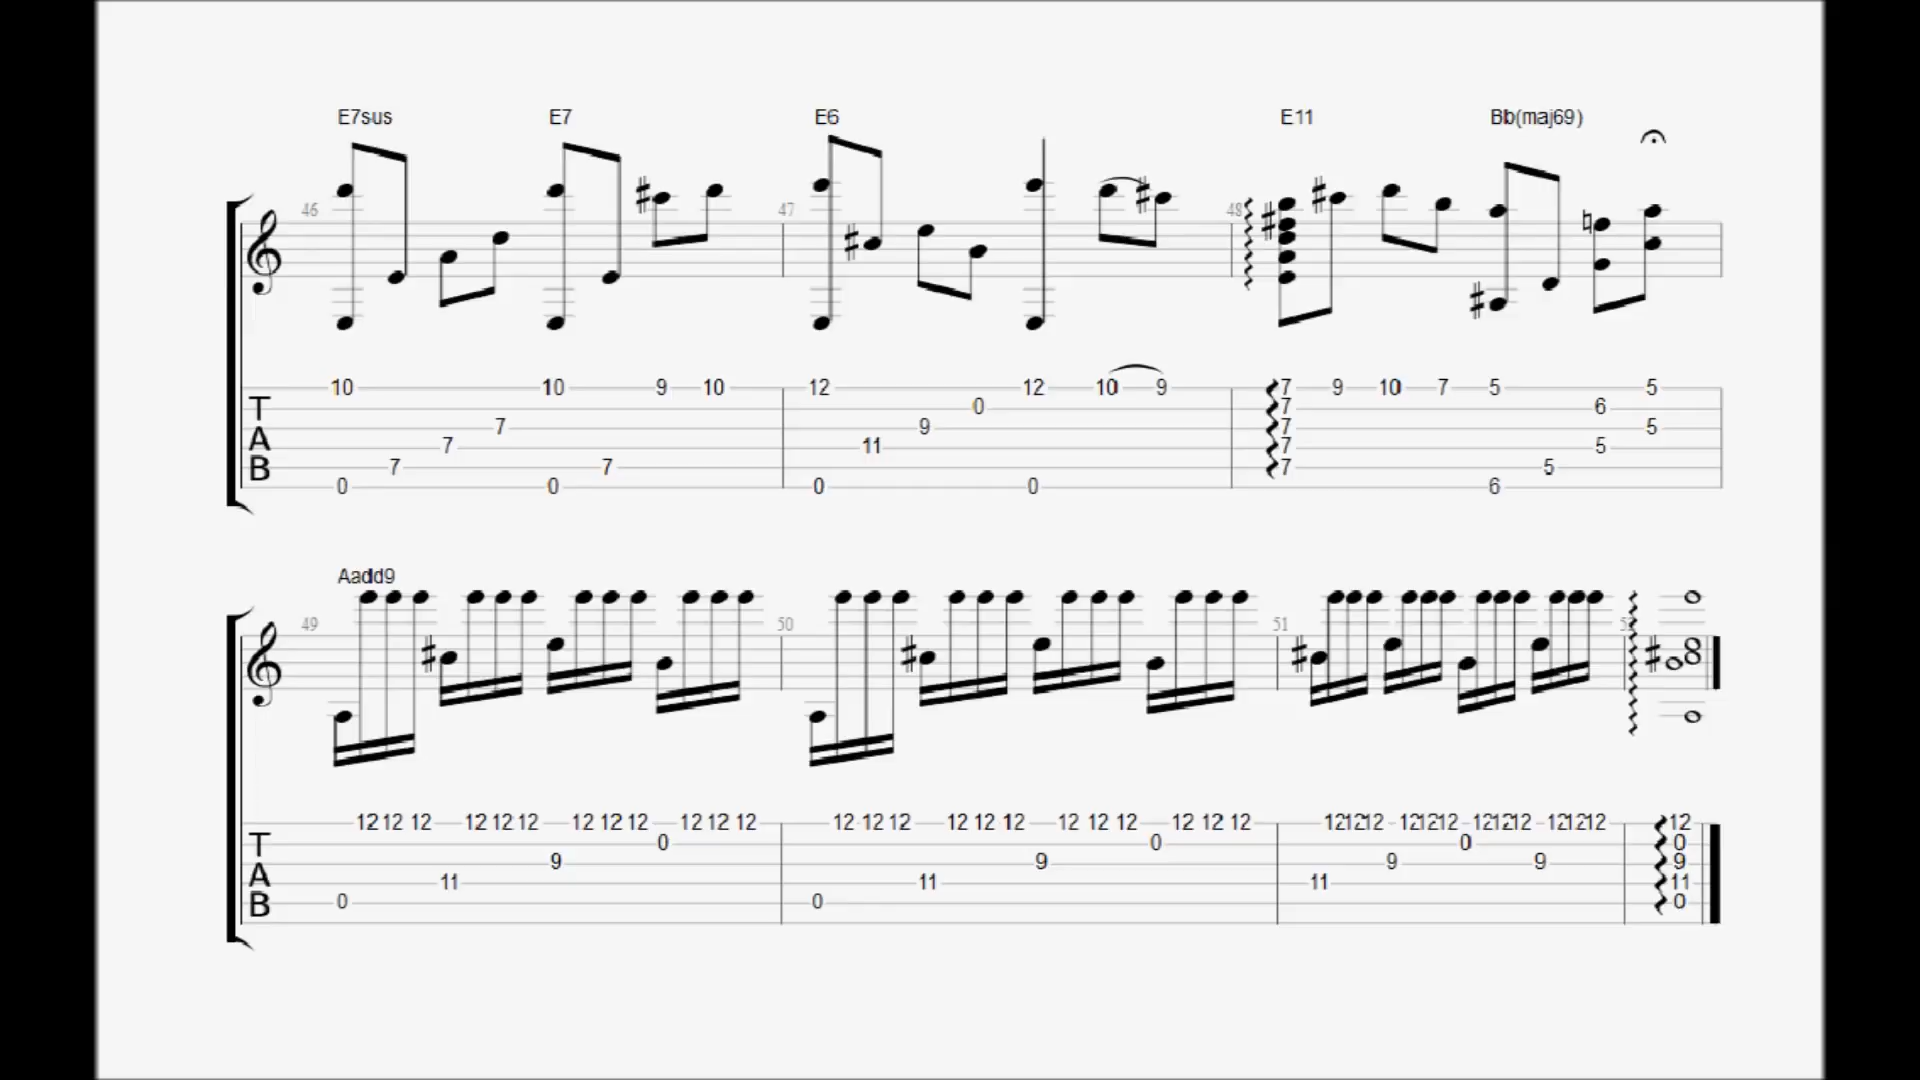 E7sus E7 E6 E11 Bb(maj69)
46 47 48
10 10 9 10 12 12 10 9 7 9 10 7 5 5
T 0 7 6
7 9 7 5
A 7 11 7 5
B 7 7 7 5
0 0 0 0 6
Aadd9
49 50 51
12 12 12 12 12 12 12 12 12 12 12 12 12 12 12 12 12 12 12 12 12 12 12 12 12 12 12 12 12 12 12 12 12 12 12 12 12
T 0 0 0 0
9 9 9 9 9
A 11 11 11 11
B 0 0 0